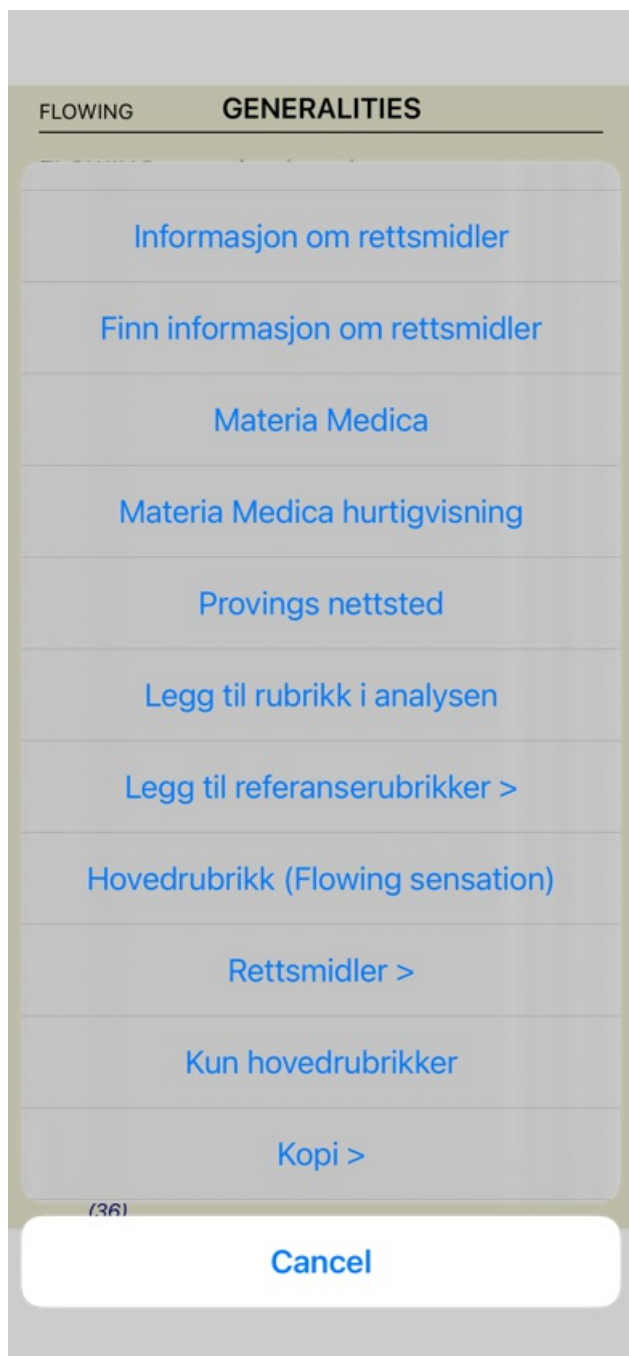 FLOWING GENERALITIES
Informasjon om rettsmidler
Finn informasjon om rettsmidler
Materia Medica
Materia Medica hurtigvisning
Provings nettsted
Legg til rubrikk i analysen
Legg til referanserubrikker >
Hovedrubrikk (Flowing sensation)
Rettsmidler >
Kun hovedrubrikker
Kopi >
(36)
Cancel